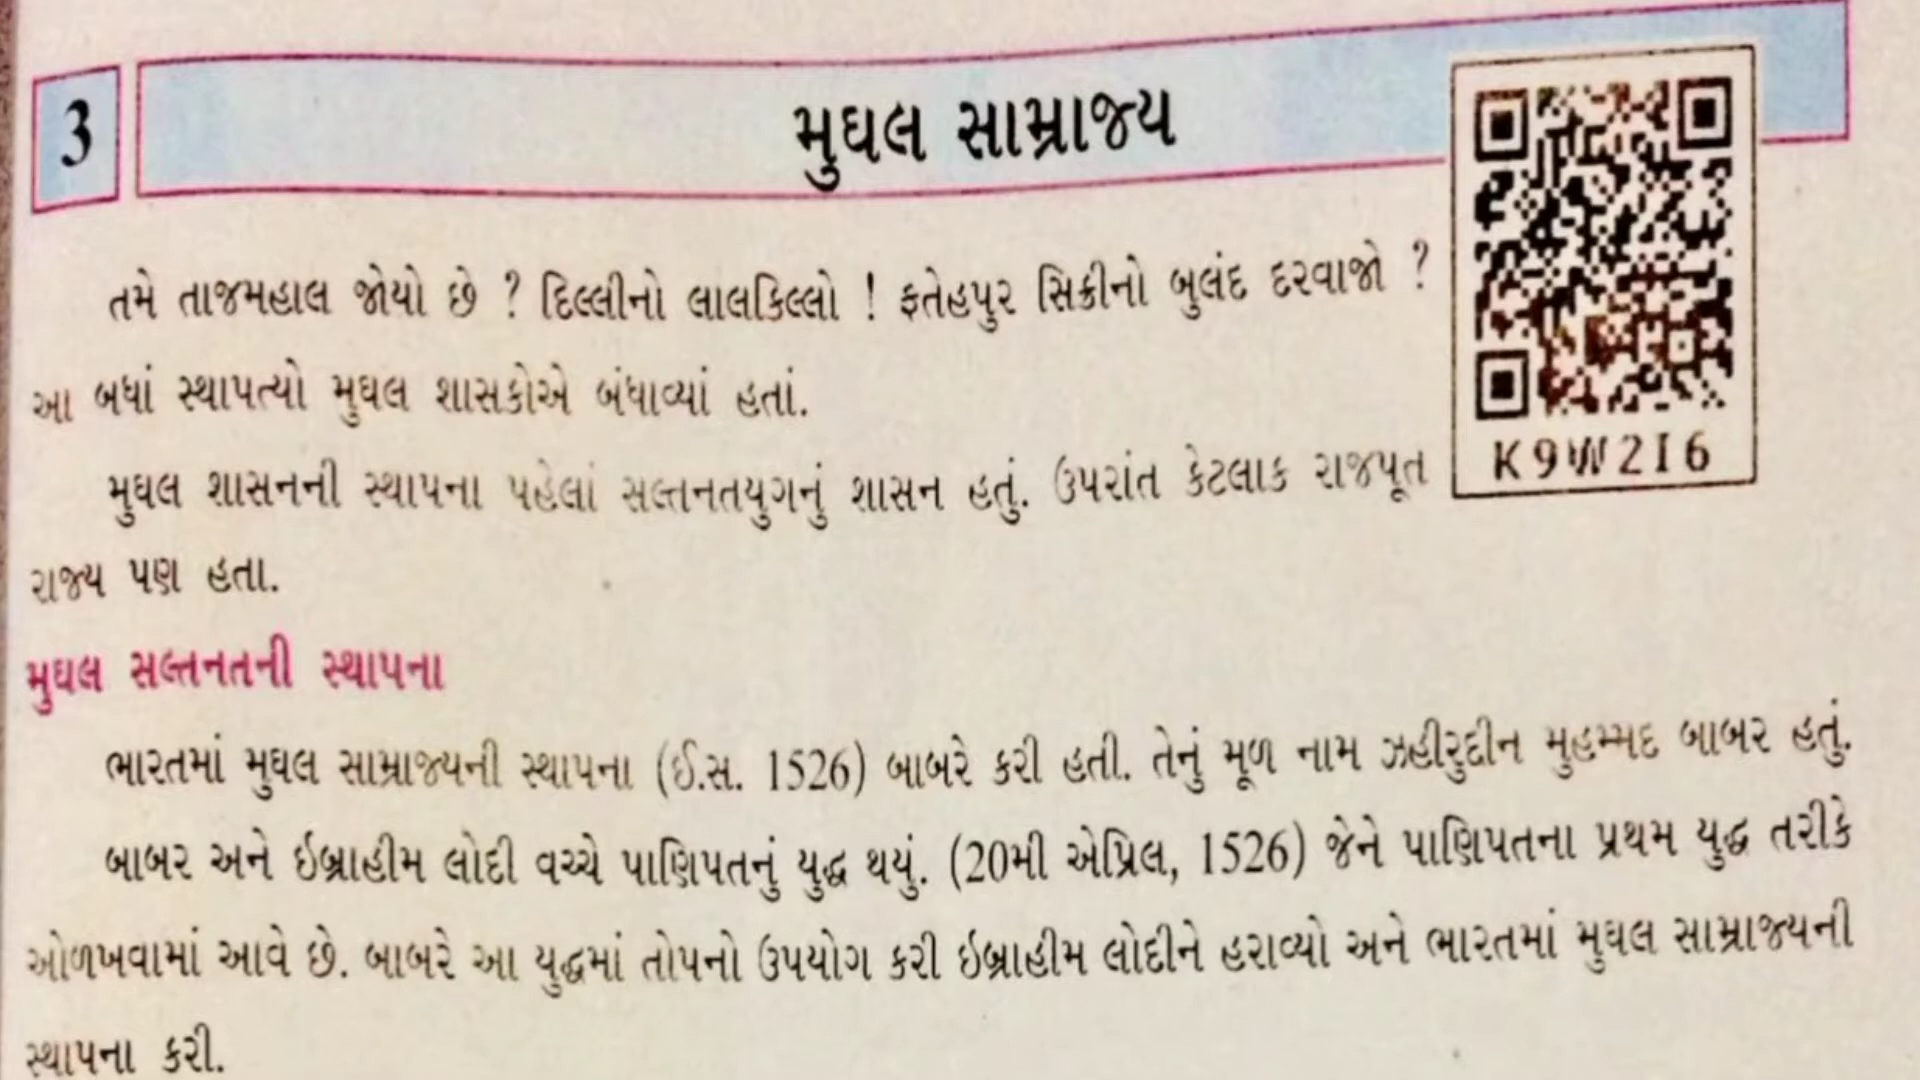 3
મુઘલ સામ્રાજ્ય
તમે તાજમહાલ જોયો છે ? દિલ્લીનો લાલકિલ્લો ! ફતેહપુર સિક્રીનો બુલંદ દરવાજો ?
આ બધાં સ્થાપત્યો મુઘલ શાસકોએ બંધાવ્યાં હતાં.
K9W2I6
મુઘલ શાસનની સ્થાપના પહેલાં સલ્તનતયુગનું શાસન હતું. ઉપરાંત કેટલાક રાજપૂત
રાજ્ય પણ હતા.
મુઘલ સલ્તનતની સ્થાપના
ભારતમાં મુઘલ સામ્રાજ્યની સ્થાપના (ઈ.સ. 1526) બાબરે કરી હતી. તેનું મૂળ નામ ઝહીરુદ્દીન મુહમ્મદ બાબર હતું.
બાબર અને ઇબ્રાહીમ લોદી વચ્ચે પાણિપતનું યુદ્ધ થયું. (20મી એપ્રિલ, 1526) જેને પાણિપતના પ્રથમ યુદ્ધ તરીકે
ઓળખવામાં આવે છે. બાબરે આ યુદ્ધમાં તોપનો ઉપયોગ કરી ઇબ્રાહીમ લોદીને હરાવ્યો અને ભારતમાં મુઘલ સામ્રાજ્યની
સ્થાપના કરી.